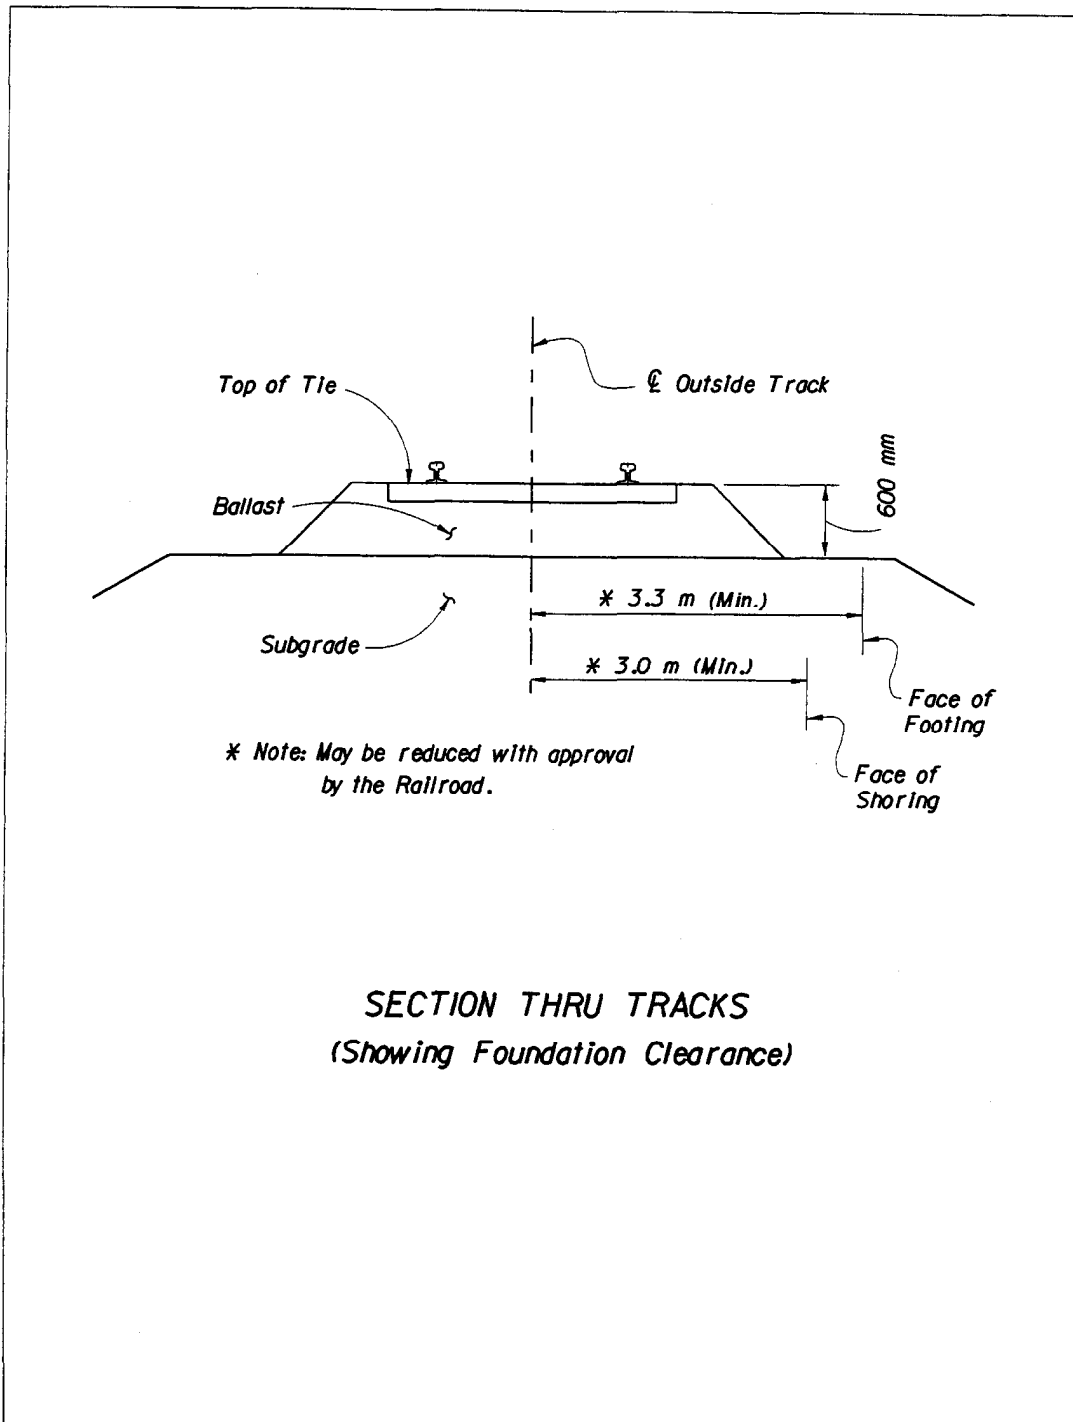 ℄ Outside Track
Top of Tie
600 mm
Ballast
* 3.3 m (Min.)
Subgrade
* 3.0 m (Min.)
Face of
Footing
* Note: May be reduced with approval
by the Railroad.
Face of
Shoring
SECTION THRU TRACKS
(Showing Foundation Clearance)